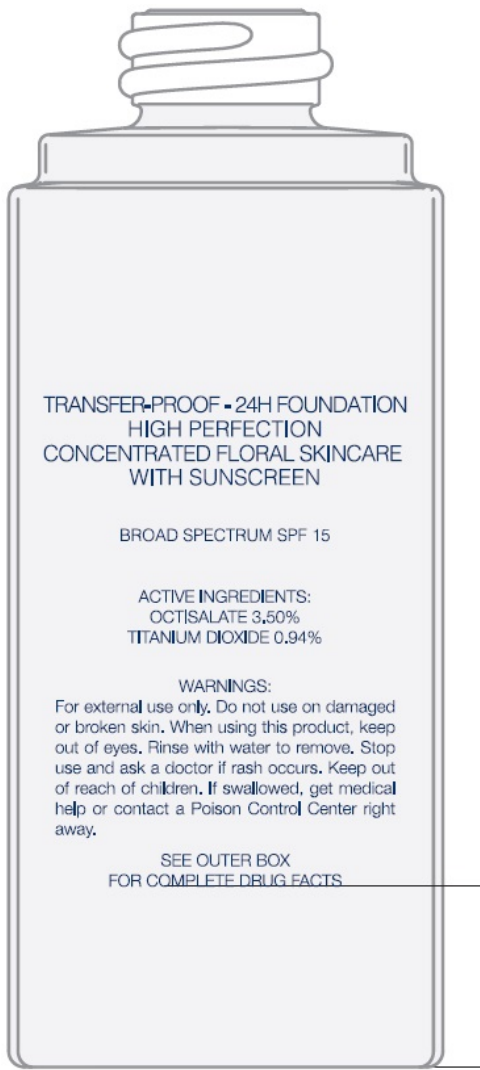 TRANSFER-PROOF - 24H FOUNDATION
HIGH PERFECTION
CONCENTRATED FLORAL SKINCARE
WITH SUNSCREEN
BROAD SPECTRUM SPF 15
ACTIVE INGREDIENTS:
OCTISALATE 3.50%
TITANIUM DIOXIDE 0.94%
WARNINGS:
For external use only. Do not use on damaged
or broken skin. When using this product, keep
out of eyes. Rinse with water to remove. Stop
use and ask a doctor if rash occurs. Keep out
of reach of children. If swallowed, get medical
help or contact a Poison Control Center right
away.
SEE OUTER BOX
FOR COMPLETE DRUG FACTS